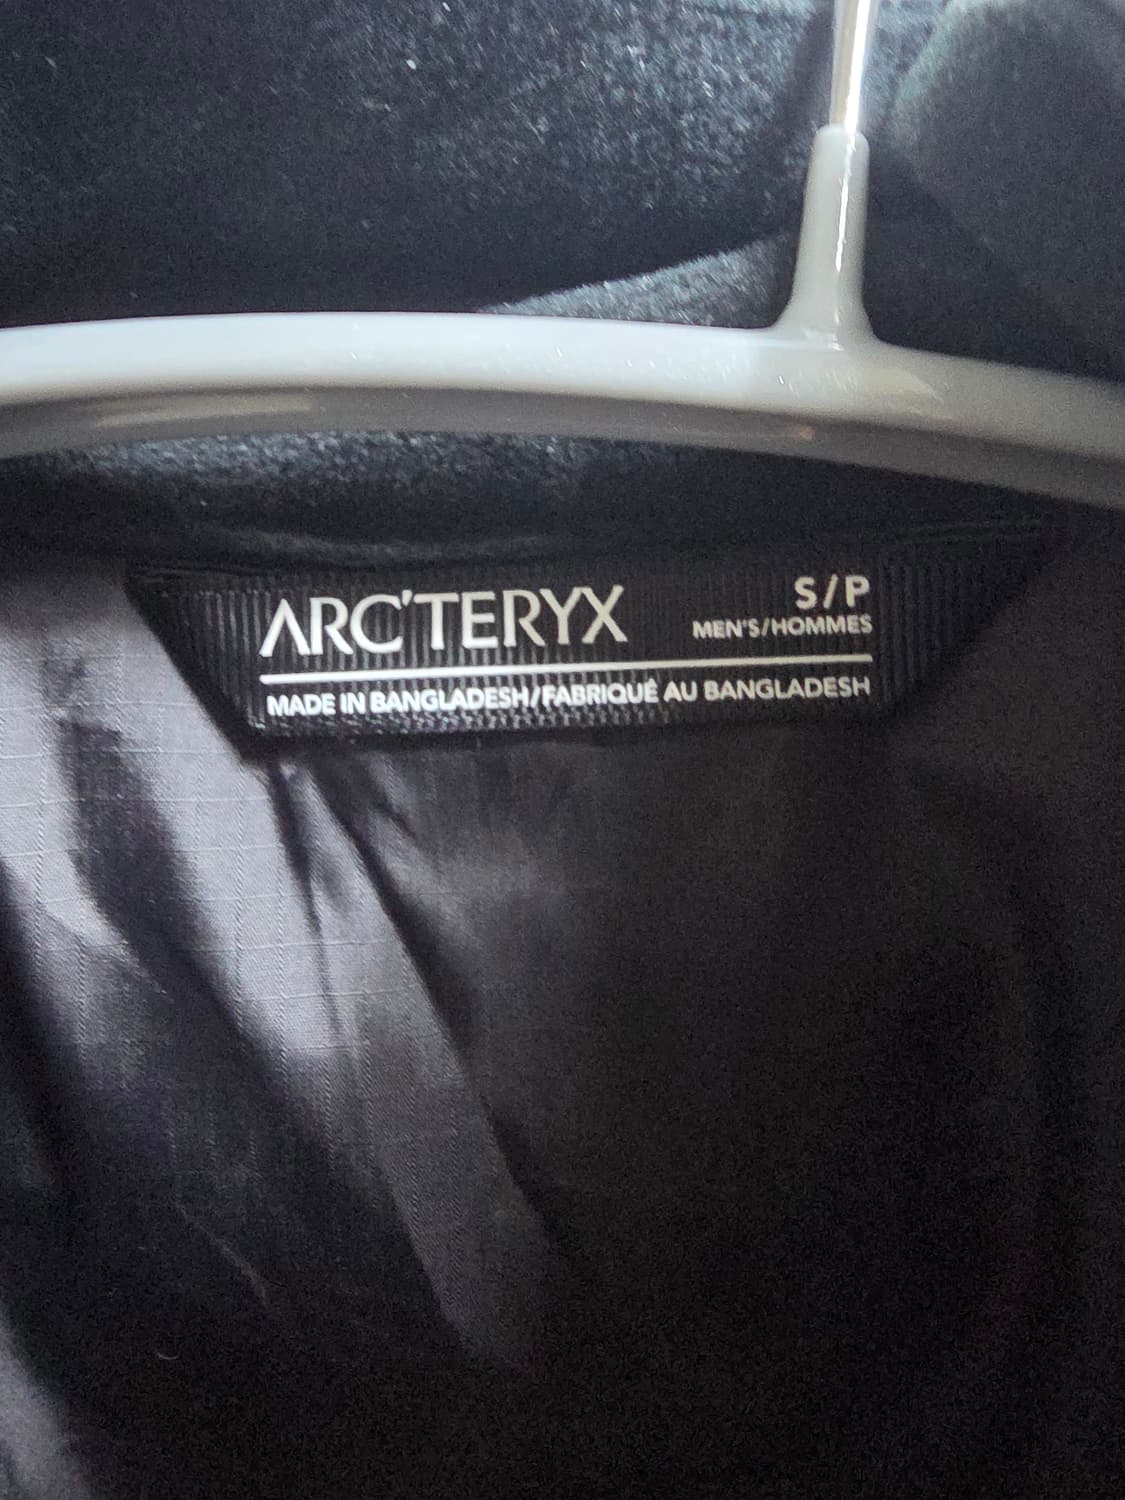 ARC'TERYX
S/P
MEN'S/HOMMES
MADE IN BANGLADESH/FABRIQUÉ AU BANGLADESH